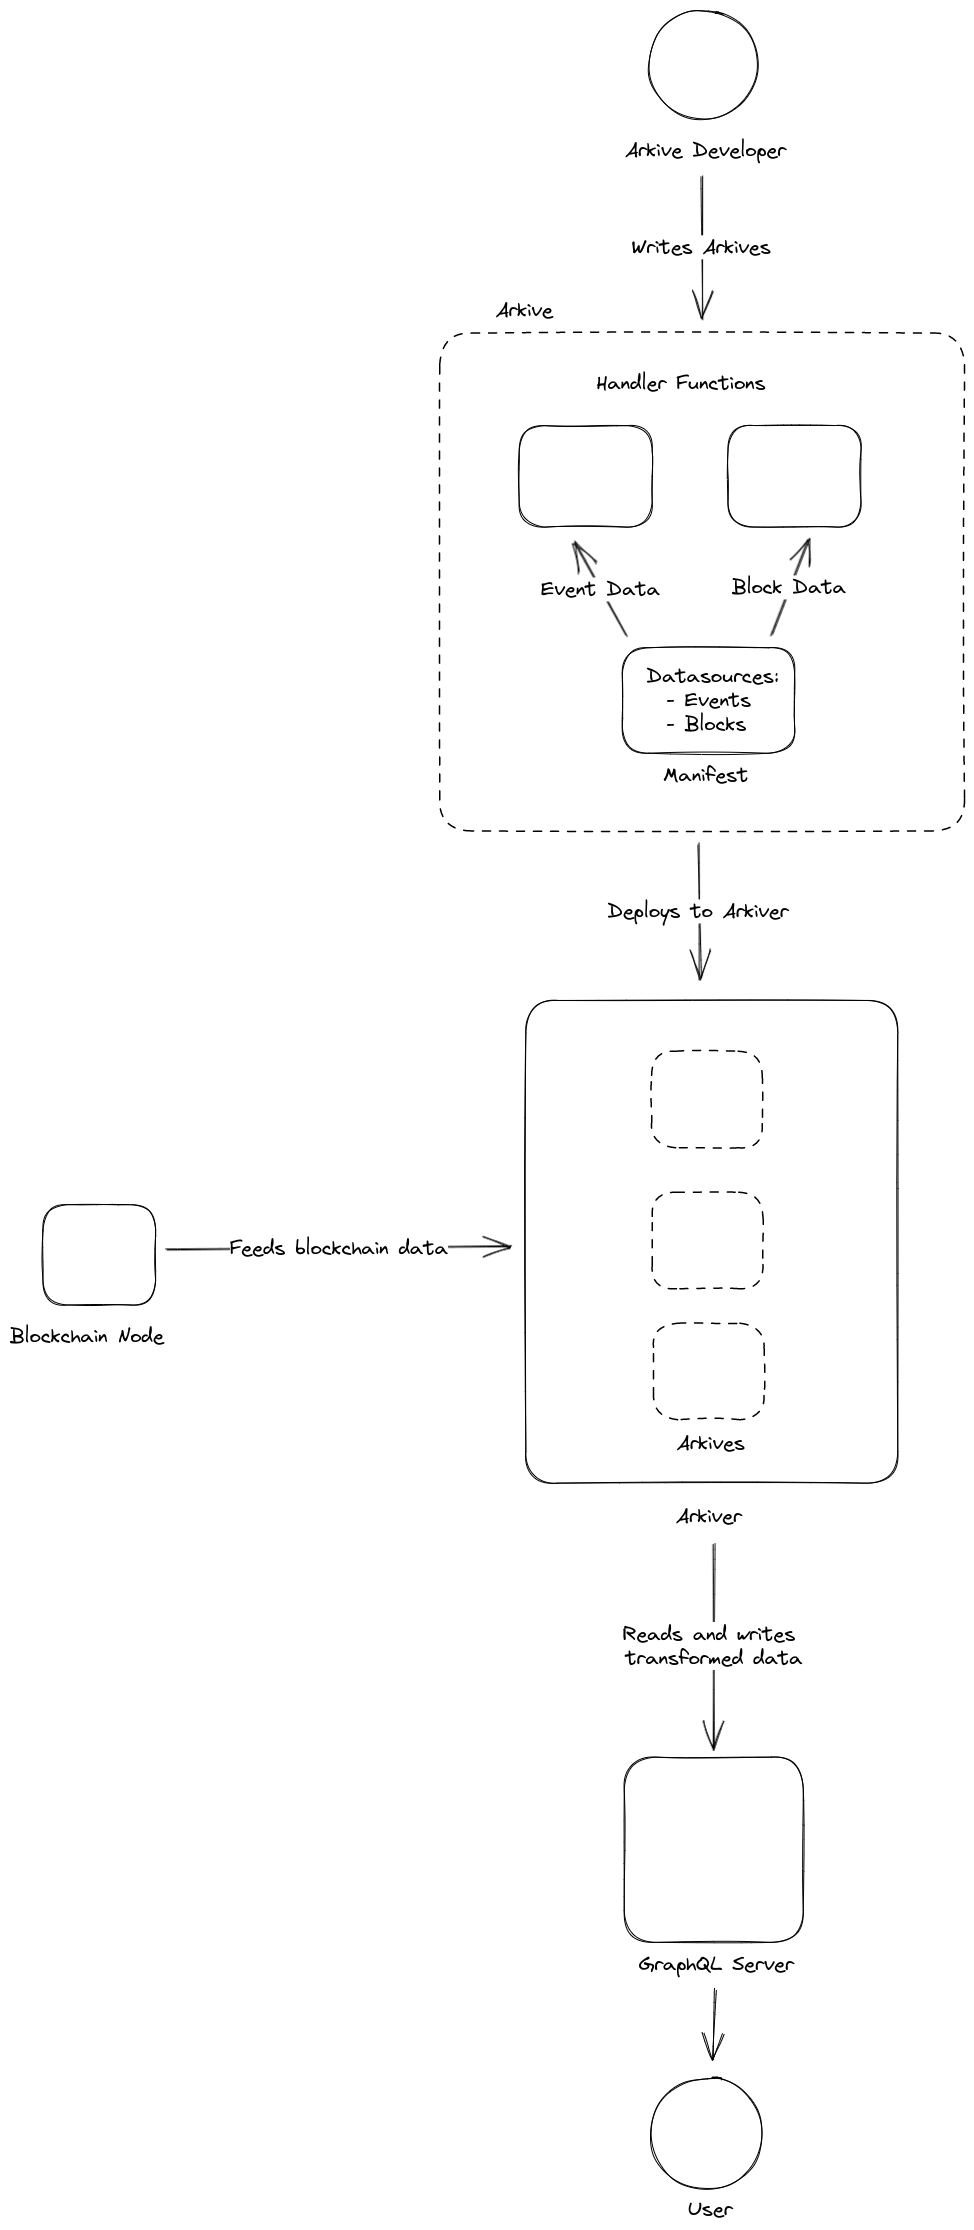 Arkive Developer
Writes Arkives
Arkive
Handler Functions
Event Data
Block Data
Datasources:
- Events
- Blocks
Manifest
Deploys to Arkiver
Feeds blockchain data
Blockchain Node
Arkives
Arkiver
Reads and writes
transformed data
GraphQL Server
User